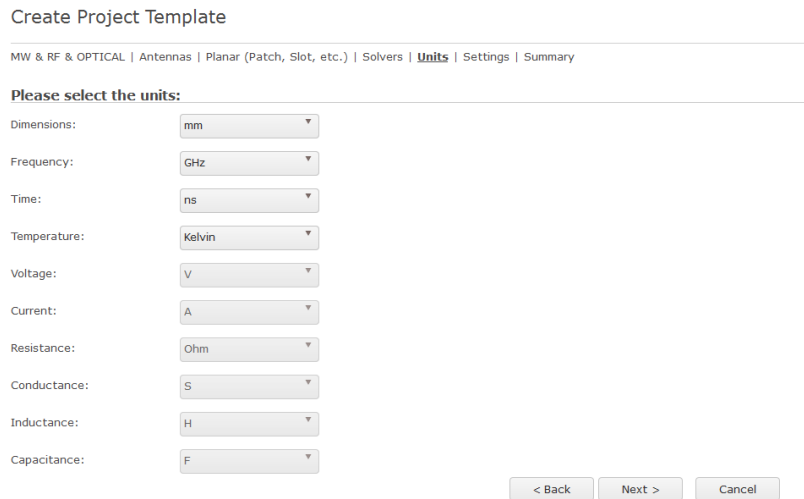 Create Project Template
MW & RF & OPTICAL | Antennas | Planar (Patch, Slot, etc.) | Solvers | Units | Settings | Summary
Please select the units:
Dimensions: mm
Frequency: GHz
Time: ns
Temperature: Kelvin
Voltage: V
Current: A
Resistance: Ohm
Conductance: S
Inductance: H
Capacitance: F
< Back Next > Cancel